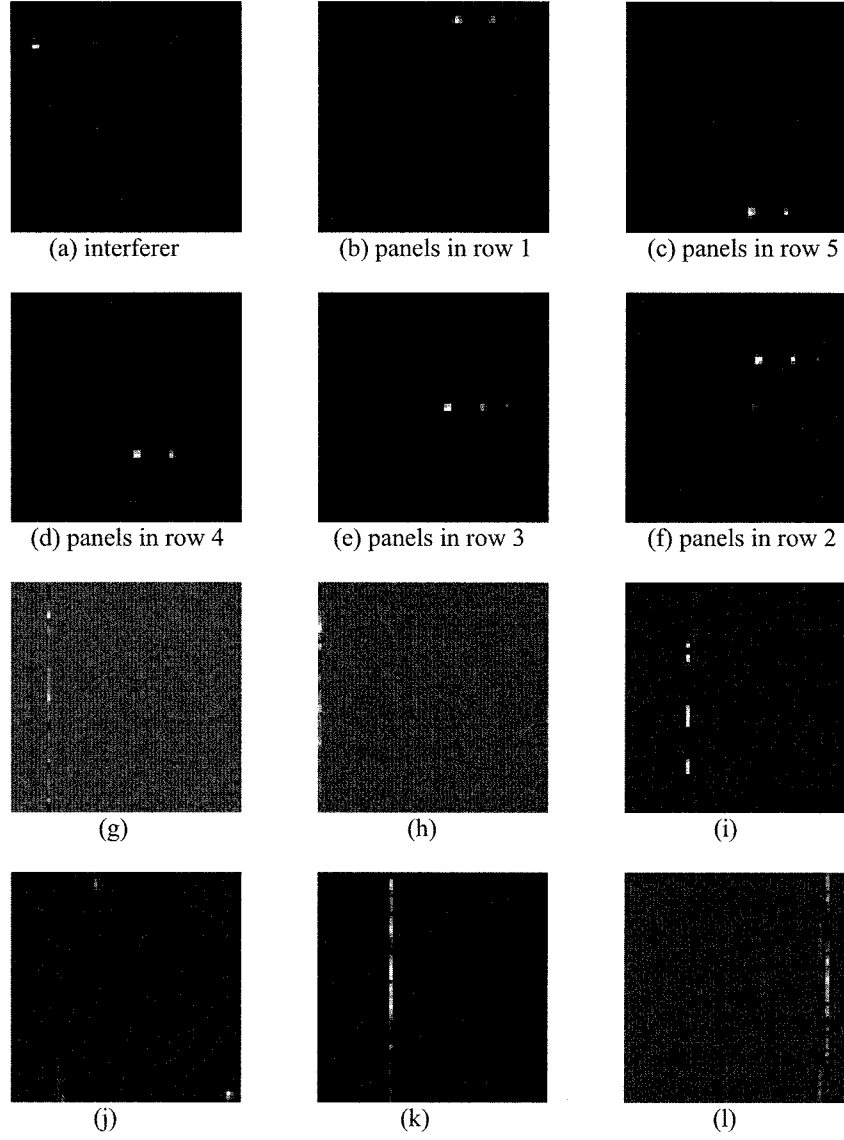 (a) interferer
(b) panels in row 1
(c) panels in row 5
(d) panels in row 4
(e) panels in row 3
(f) panels in row 2
(g)
(h)
(i)
(j)
(k)
(l)